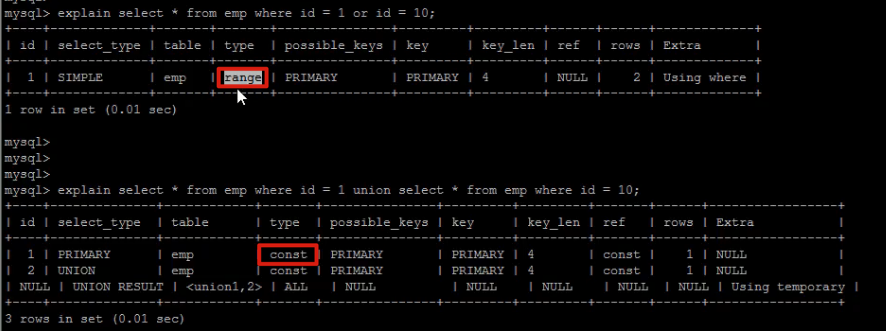 mysql> explain select * from emp where id = 1 or id = 10;
+----+-------------+-------+-------+---------------+---------+---------+------+------+-------------+
| id | select_type | table | type | possible_keys | key | key_len | ref | rows | Extra |
+----+-------------+-------+-------+---------------+---------+---------+------+------+-------------+
| 1 | SIMPLE | emp | range | PRIMARY | PRIMARY | 4 | NULL | 2 | Using where |
+----+-------------+-------+-------+---------------+---------+---------+------+------+-------------+
1 row in set (0.01 sec)
mysql>
mysql>
mysql>
mysql> explain select * from emp where id = 1 union select * from emp where id = 10;
+----+--------------+------------+-------+---------------+---------+---------+-------+------+-----------------+
| id | select_type | table | type | possible_keys | key | key_len | ref | rows | Extra |
+----+--------------+------------+-------+---------------+---------+---------+-------+------+-----------------+
| 1 | PRIMARY | emp | const | PRIMARY | PRIMARY | 4 | const | 1 | NULL |
| 2 | UNION | emp | const | PRIMARY | PRIMARY | 4 | const | 1 | NULL |
| NULL | UNION RESULT | <union1,2> | ALL | NULL | NULL | NULL | NULL | NULL | Using temporary |
+----+--------------+------------+-------+---------------+---------+---------+-------+------+-----------------+
3 rows in set (0.01 sec)